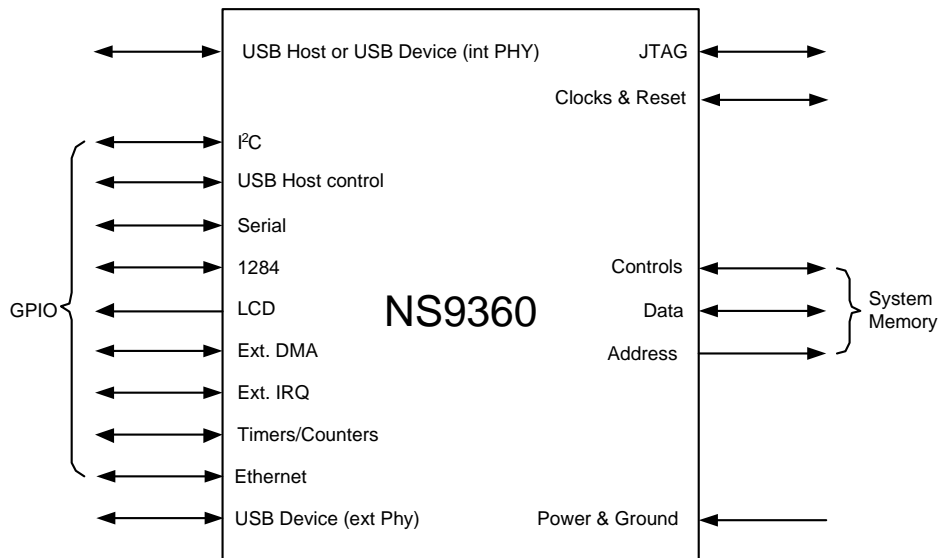 USB Host or USB Device (int PHY)
JTAG
Clocks & Reset
I²C
USB Host control
Serial
1284
LCD
Ext. DMA
Ext. IRQ
Timers/Counters
Ethernet
USB Device (ext Phy)
GPIO
NS9360
Controls
Data
Address
System
Memory
Power & Ground